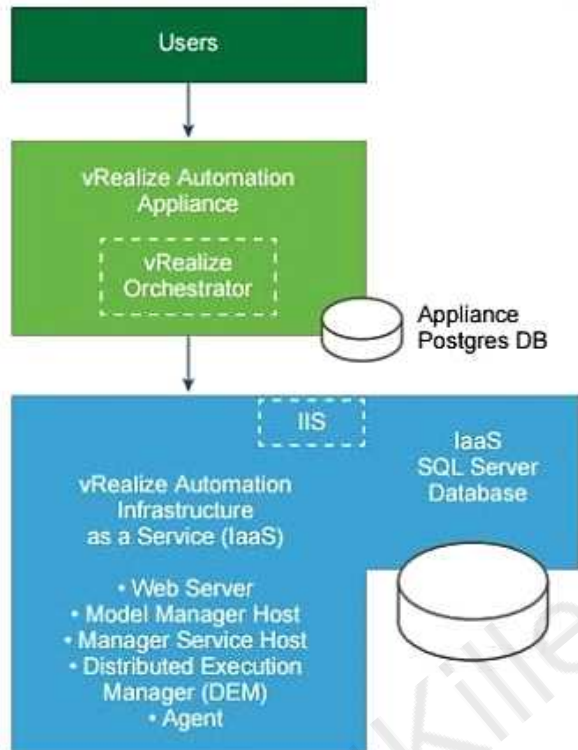 Users
vRealize Automation
Appliance
vRealize
Orchestrator
Appliance
Postgres DB
IIS
IaaS
SQL Server
Database
vRealize Automation
Infrastructure
as a Service (IaaS)
• Web Server
• Model Manager Host
• Manager Service Host
• Distributed Execution
Manager (DEM)
• Agent